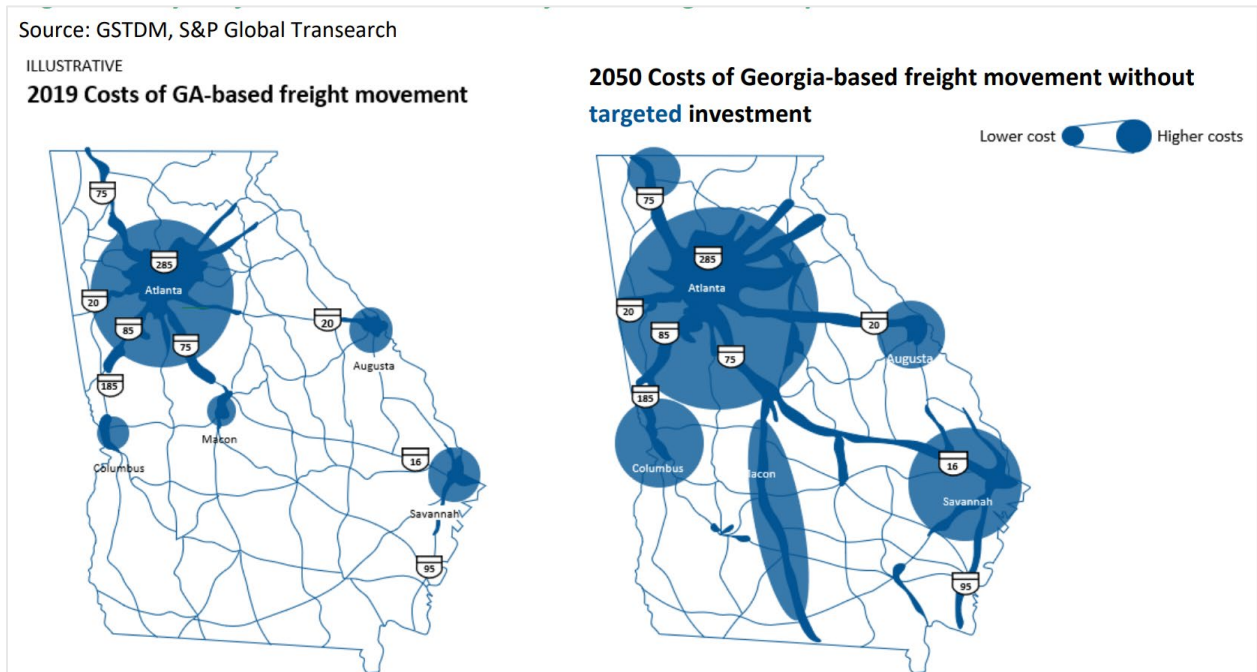 Source: GSTDM, S&P Global Transearch
ILLUSTRATIVE
2019 Costs of GA-based freight movement
75
285
Atlanta
20
85
75
20
Augusta
185
Macon
Columbus
16
Savannah
95
2050 Costs of Georgia-based freight movement without
targeted investment
Lower cost
Higher costs
75
285
Atlanta
20
85
20
75
Augusta
185
Columbus
acon
16
Savannah
95